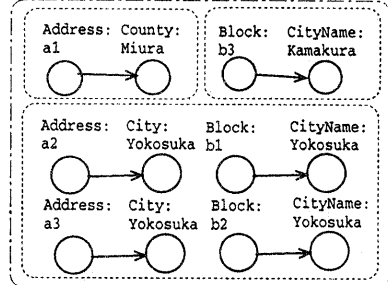 Address: County: Block: CityName:
a1 Miura b3 Kamakura
Address: City: Block: CityName:
a2 Yokosuka b1 Yokosuka
Address: City: Block: CityName:
a3 Yokosuka b2 Yokosuka